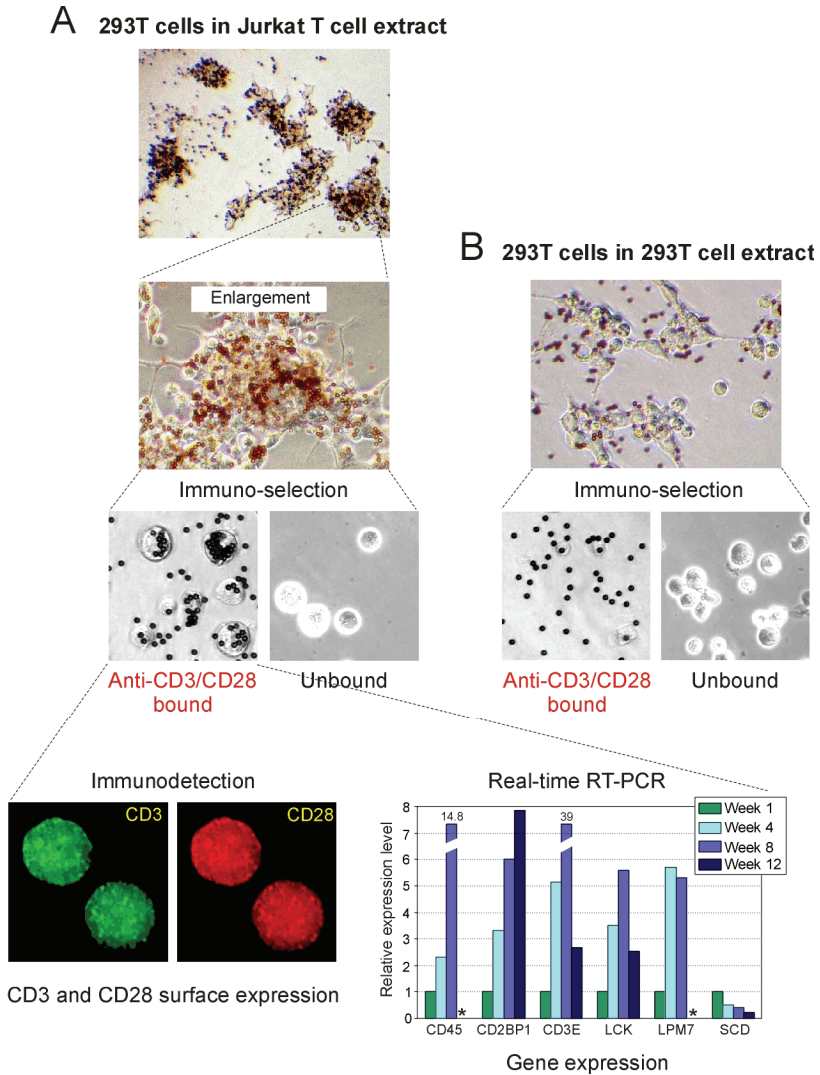 A 293T cells in Jurkat T cell extract
Enlargement
Immuno-selection
Anti-CD3/CD28
bound
Unbound
B 293T cells in 293T cell extract
Immuno-selection
Anti-CD3/CD28
bound
Unbound
Immunodetection
CD3
CD28
CD3 and CD28 surface expression
Real-time RT-PCR
Relative expression level
8
7
6
5
4
3
2
1
0
14.8
39
Week 1
Week 4
Week 8
Week 12
*
*
CD45 CD2BP1 CD3E LCK LPM7 SCD
Gene expression